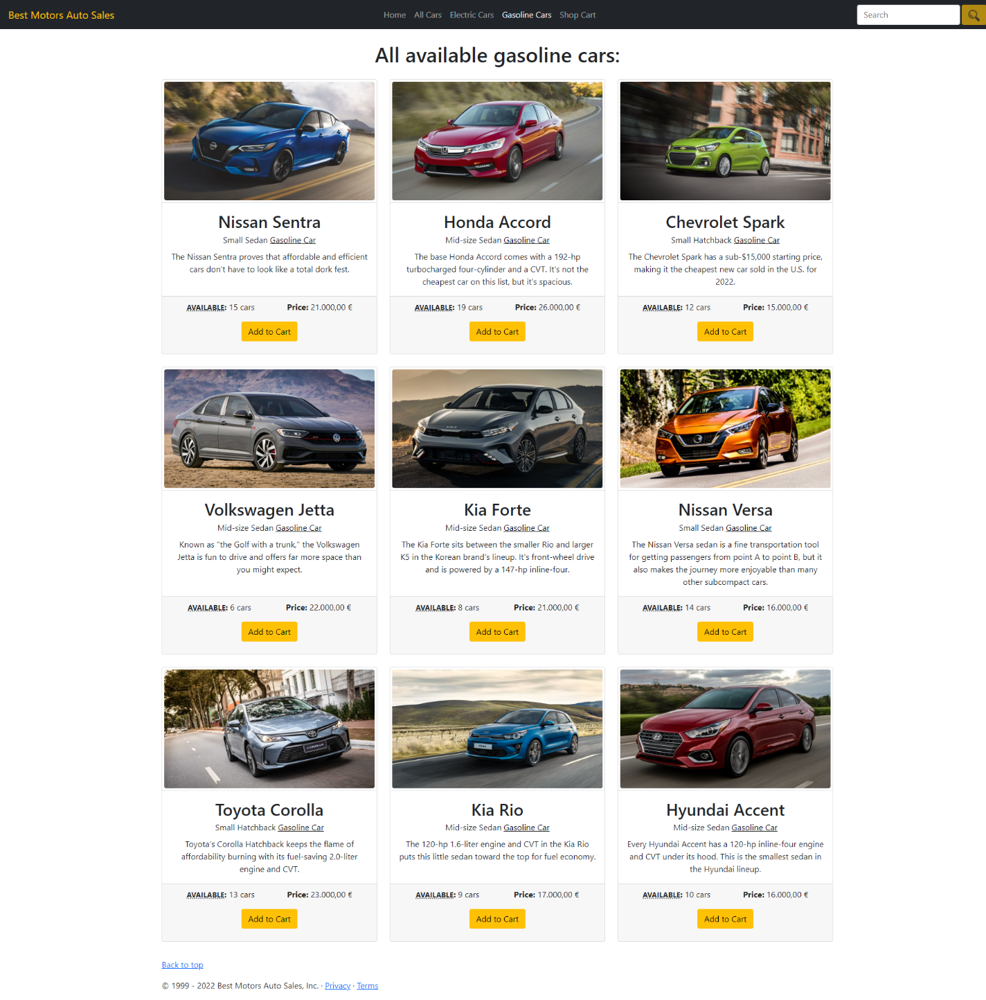 Best Motors Auto Sales
Home All Cars Electric Cars Gasoline Cars Shop Cart
Search
All available gasoline cars:
Nissan Sentra
Small Sedan Gasoline Car
The Nissan Sentra proves that affordable and efficient
cars don't have to look like a total dork fest.
AVAILABLE: 15 cars Price: 21.000,00 €
Add to Cart
Honda Accord
Mid-size Sedan Gasoline Car
The base Honda Accord comes with a 192-hp
turbocharged four-cylinder and a CVT. It's not the
cheapest car on this list, but it's spacious.
AVAILABLE: 19 cars Price: 26.000,00 €
Add to Cart
Chevrolet Spark
Small Hatchback Gasoline Car
The Chevrolet Spark has a sub-$15,000 starting price,
making it the cheapest new car sold in the U.S. for
2022.
AVAILABLE: 12 cars Price: 15.000,00 €
Add to Cart
Volkswagen Jetta
Mid-size Sedan Gasoline Car
Known as "the Golf with a trunk," the Volkswagen
Jetta is fun to drive and offers far more space than
you might expect.
AVAILABLE: 6 cars Price: 22.000,00 €
Add to Cart
Kia Forte
Mid-size Sedan Gasoline Car
The Kia Forte sits between the smaller Rio and larger
K5 in the Korean brand's lineup. It's front-wheel drive
and is powered by a 147-hp inline-four.
AVAILABLE: 8 cars Price: 21.000,00 €
Add to Cart
Nissan Versa
Small Sedan Gasoline Car
The Nissan Versa sedan is a fine transportation tool
for getting passengers from point A to point B, but it
also makes the journey more enjoyable than many
other subcompact cars.
AVAILABLE: 14 cars Price: 16.000,00 €
Add to Cart
COROLLA
Toyota Corolla
Small Hatchback Gasoline Car
Toyota's Corolla Hatchback keeps the flame of
affordability burning with its fuel-saving 2.0-liter
engine and CVT.
AVAILABLE: 13 cars Price: 23.000,00 €
Add to Cart
Kia Rio
Mid-size Sedan Gasoline Car
The 120-hp 1.6-liter engine and CVT in the Kia Rio
puts this little sedan toward the top for fuel economy.
AVAILABLE: 9 cars Price: 17.000,00 €
Add to Cart
Hyundai Accent
Mid-size Sedan Gasoline Car
Every Hyundai Accent has a 120-hp inline-four engine
and CVT under its hood. This is the smallest sedan in
the Hyundai lineup.
AVAILABLE: 10 cars Price: 16.000,00 €
Add to Cart
Back to top
© 1999 - 2022 Best Motors Auto Sales, Inc. · Privacy · Terms